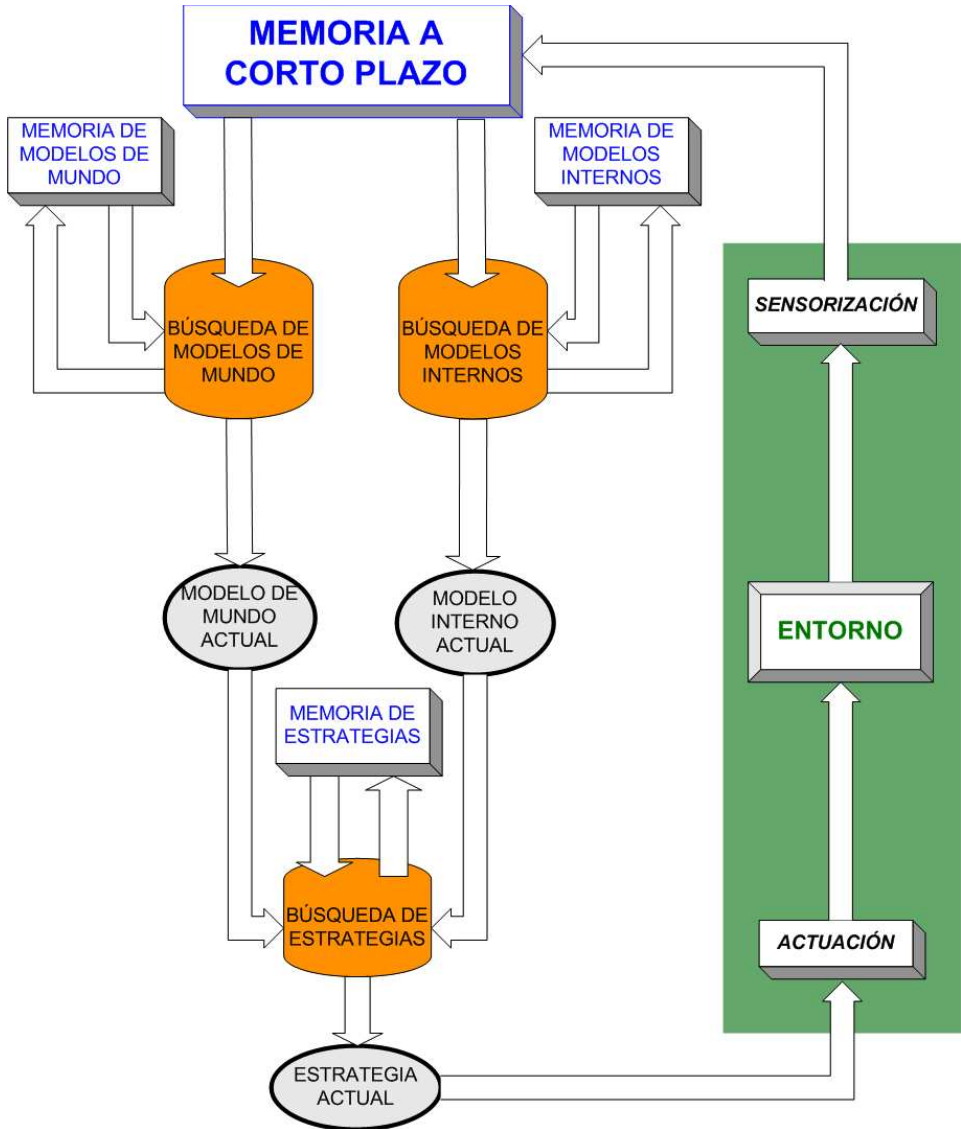 MEMORIA A
CORTO PLAZO
MEMORIA DE
MODELOS DE
MUNDO
MEMORIA DE
MODELOS
INTERNOS
BÚSQUEDA DE
MODELOS DE
MUNDO
BÚSQUEDA DE
MODELOS
INTERNOS
SENSORIZACIÓN
MODELO DE
MUNDO
ACTUAL
MODELO
INTERNO
ACTUAL
ENTORNO
MEMORIA DE
ESTRATEGIAS
BÚSQUEDA DE
ESTRATEGIAS
ACTUACIÓN
ESTRATEGIA
ACTUAL